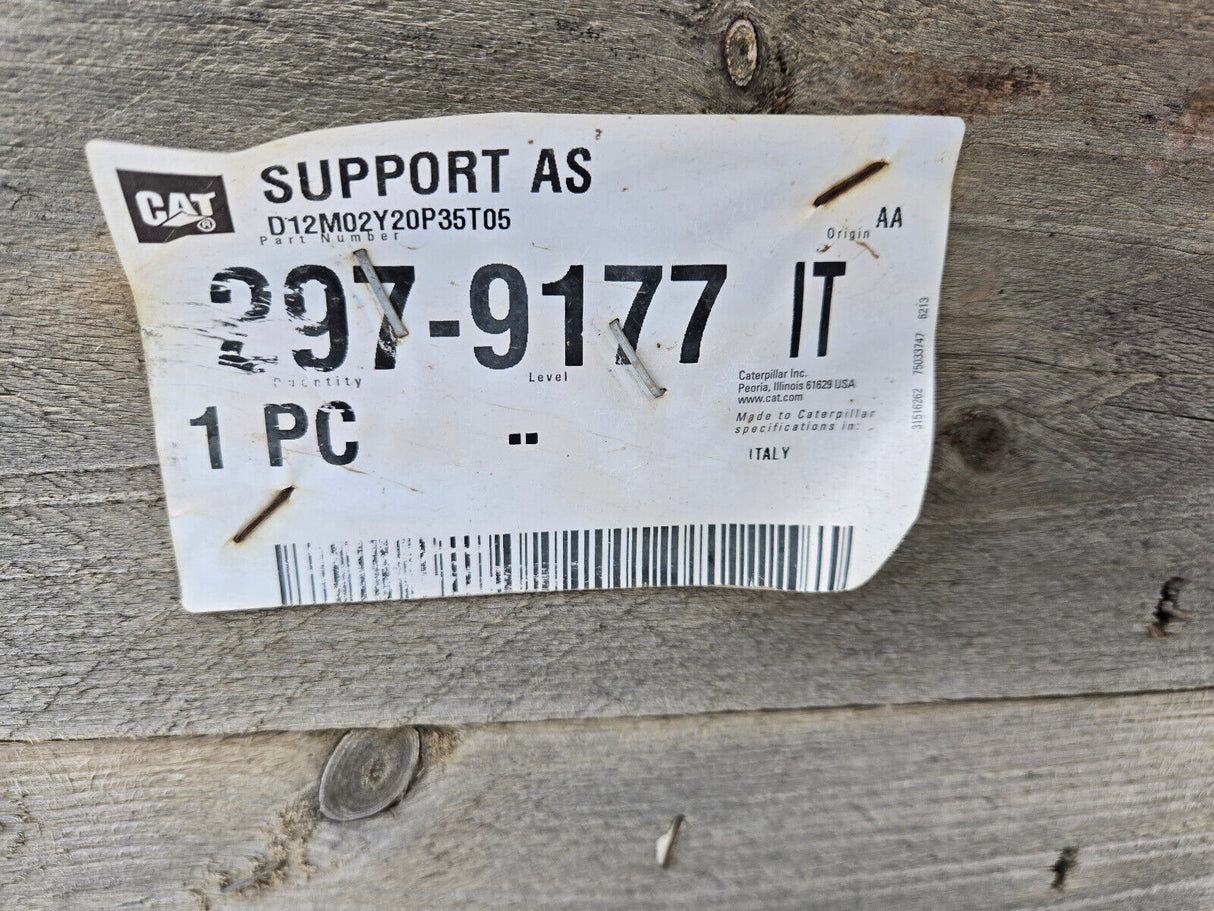 CAT®
SUPPORT AS
D12M02Y20P35T05
AA
Part Number
Origin
297-9177 IT
Quantity
Level
1 PC
--
Caterpillar Inc.
Peoria, Illinois 61629 USA
www.cat.com
Made to Caterpillar
specifications in:
ITALY
31516262 75033747 6213